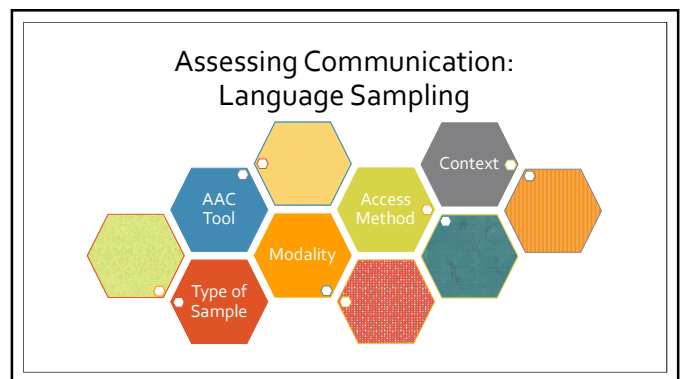 Assessing Communication:
Language Sampling
Context
AAC
Tool
Access
Method
Modality
Type of
Sample